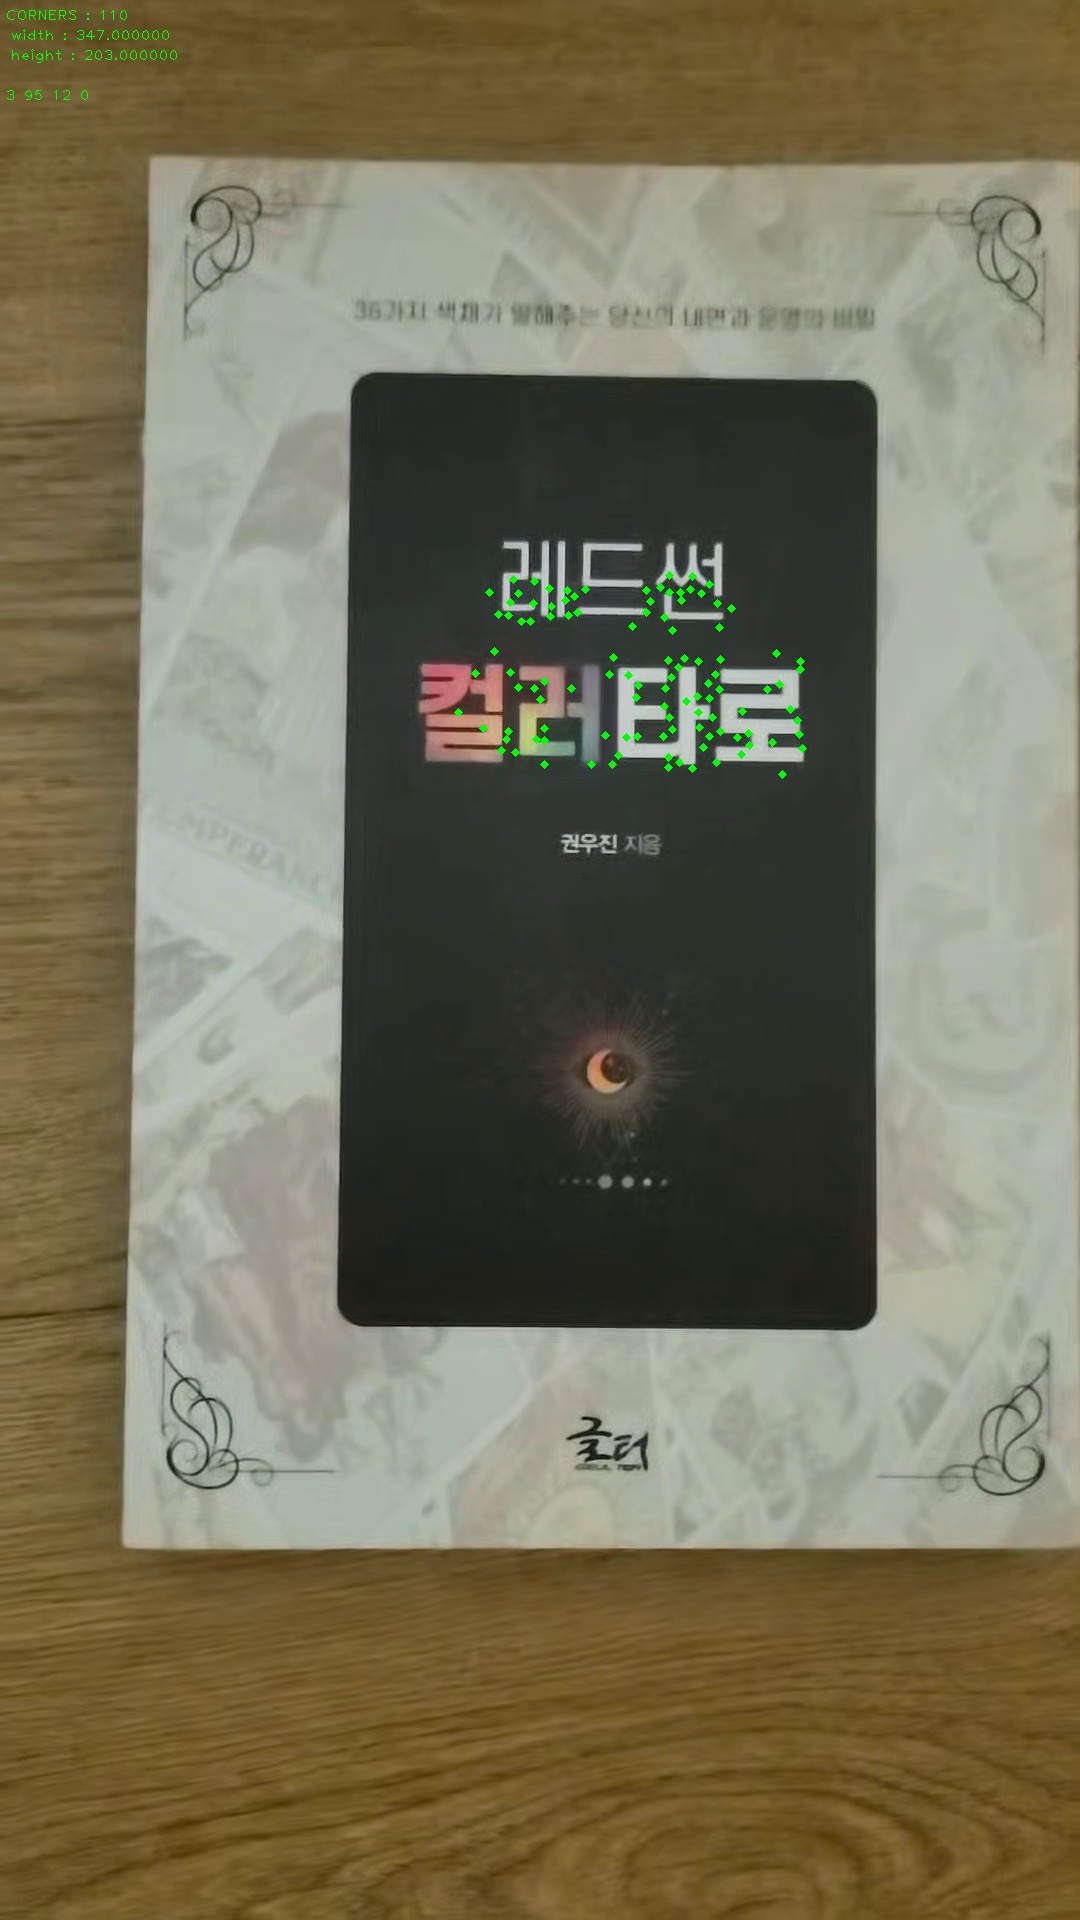 CORNERS : 110
width : 347.000000
height : 203.000000
3 95 12 0
36가지 색채가 말해주는 당신의 내면과 운명의 비밀
레드썬
컬러 타로
권우진 지음
글터